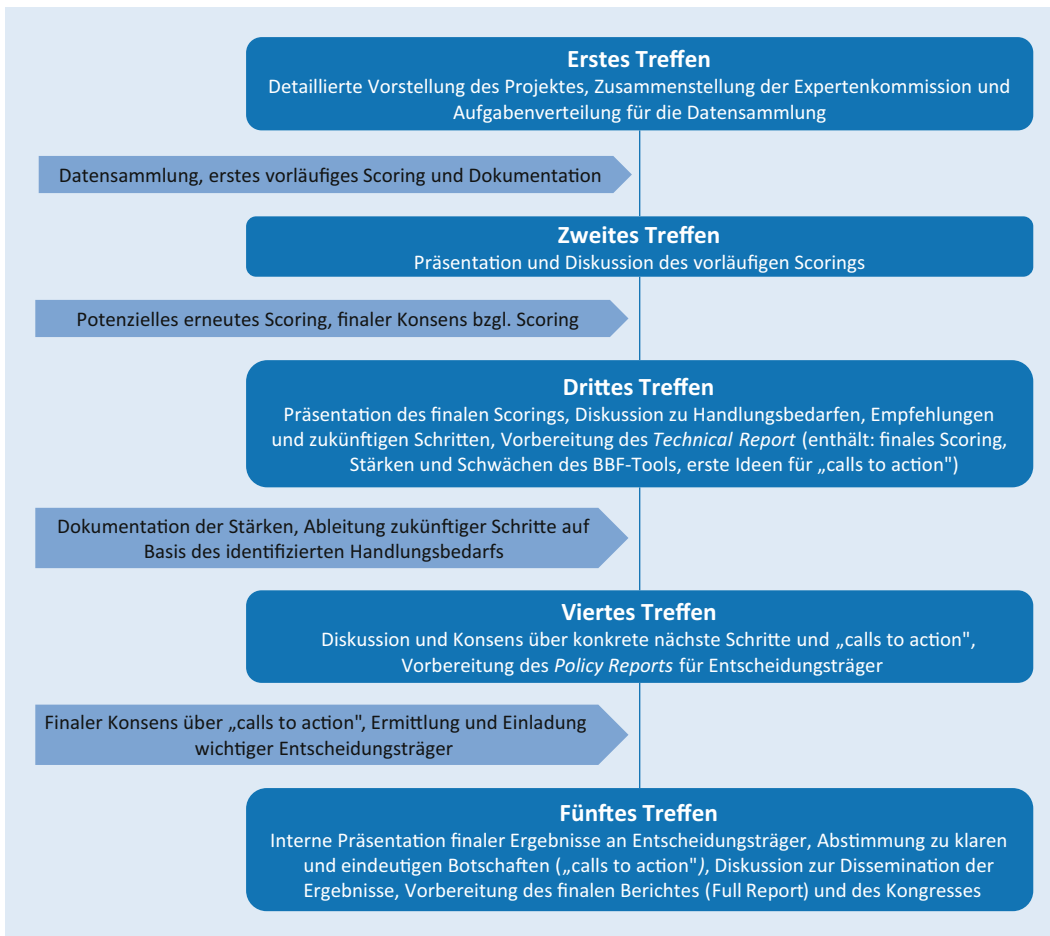 Erstes Treffen
Detaillierte Vorstellung des Projektes, Zusammenstellung der Expertenkommission und
Aufgabenverteilung für die Datensammlung
Datensammlung, erstes vorläufiges Scoring und Dokumentation
Zweites Treffen
Präsentation und Diskussion des vorläufigen Scorings
Potenzielles erneutes Scoring, finaler Konsens bzgl. Scoring
Drittes Treffen
Präsentation des finalen Scorings, Diskussion zu Handlungsbedarfen, Empfehlungen
und zukünftigen Schritten, Vorbereitung des Technical Report (enthält: finales Scoring,
Stärken und Schwächen des BBF-Tools, erste Ideen für „calls to action")
Dokumentation der Stärken, Ableitung zukünftiger Schritte auf
Basis des identifizierten Handlungsbedarfs
Viertes Treffen
Diskussion und Konsens über konkrete nächste Schritte und „calls to action",
Vorbereitung des Policy Reports für Entscheidungsträger
Finaler Konsens über „calls to action", Ermittlung und Einladung
wichtiger Entscheidungsträger
Fünftes Treffen
Interne Präsentation finaler Ergebnisse an Entscheidungsträger, Abstimmung zu klaren
und eindeutigen Botschaften („calls to action"), Diskussion zur Dissemination der
Ergebnisse, Vorbereitung des finalen Berichtes (Full Report) und des Kongresses